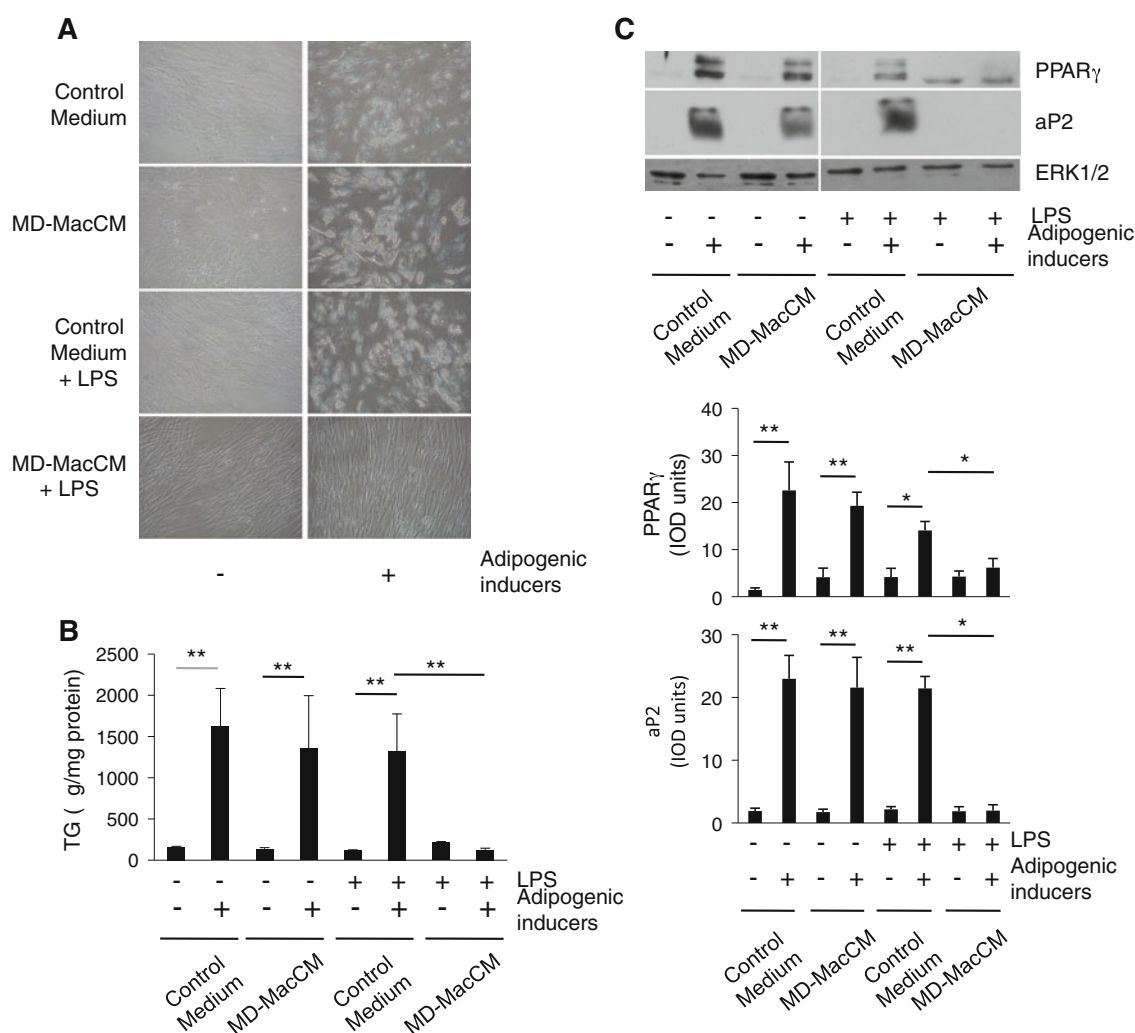 A
Control
Medium
MD-MacCM
Control
Medium
+ LPS
MD-MacCM
+ LPS
- +
Adipogenic
inducers
B
TG ( g/mg protein)
2500
2000
1500
1000
500
0
** ** ** **
- - - - + + + + LPS
- + - + - + - + Adipogenic
inducers
Control
Medium
MD-MacCM
Control
Medium
MD-MacCM
C
PPARγ
aP2
ERK1/2
- - - - + + + + LPS
- + - + - + - + Adipogenic
inducers
Control
Medium
MD-MacCM
Control
Medium
MD-MacCM
PPARγ
(IOD units)
40
30
20
10
0
** ** * *
aP2
(IOD units)
30
20
10
0
** ** ** *
- - - - + + + + LPS
- + - + - + - + Adipogenic
inducers
Control
Medium
MD-MacCM
Control
Medium
MD-MacCM